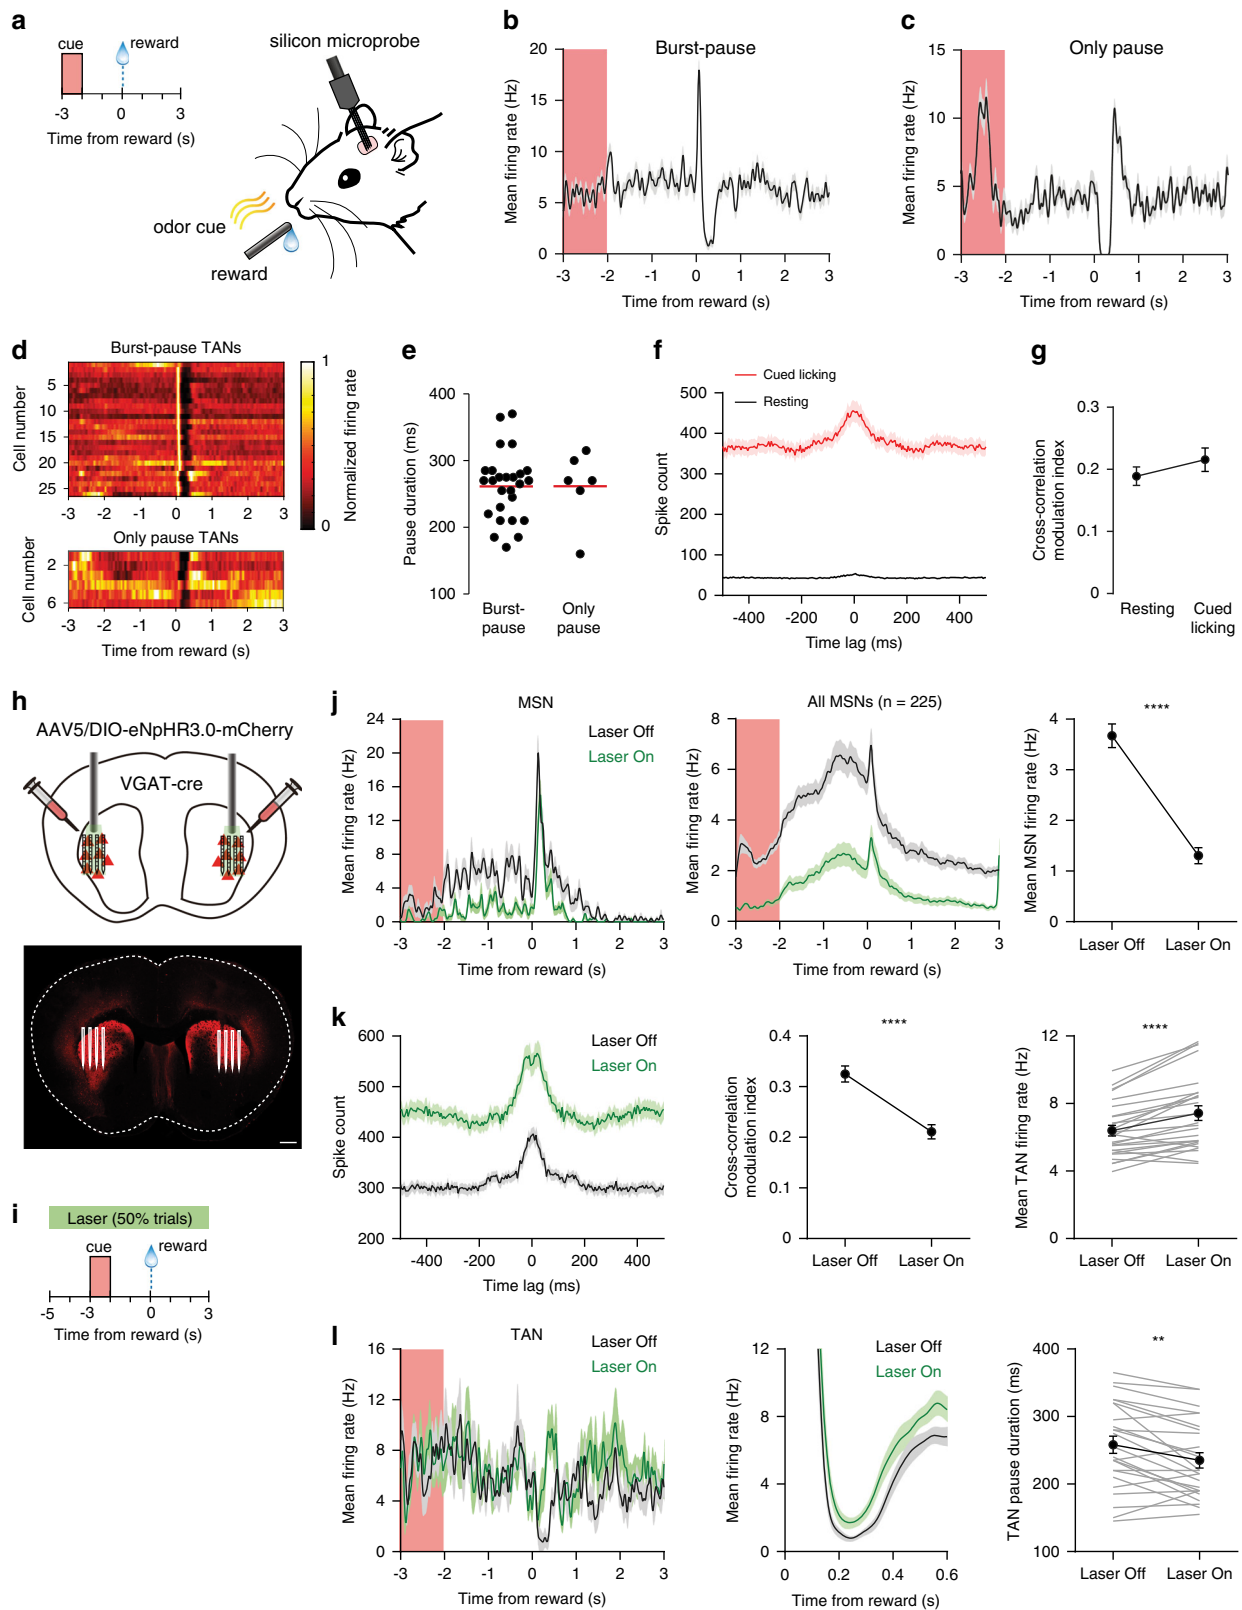 a
cue
reward
-3 0 3
Time from reward (s)
silicon microprobe
odor cue
reward
b
Burst-pause
Mean firing rate (Hz)
20
15
10
5
0
-3 -2 -1 0 1 2 3
Time from reward (s)
c
Only pause
Mean firing rate (Hz)
15
10
5
0
-3 -2 -1 0 1 2 3
Time from reward (s)
d
Burst-pause TANs
Cell number
5
10
15
20
25
-3 -2 -1 0 1 2 3
1
0
Normalized firing rate
Only pause TANs
Cell number
2
6
-3 -2 -1 0 1 2 3
Time from reward (s)
e
Pause duration (ms)
400
300
200
100
Burst-pause
Only pause
f
Cued licking
Resting
Spike count
500
400
300
200
100
0
-400 -200 0 200 400
Time lag (ms)
g
Cross-correlation modulation index
0.3
0.2
0.1
0
Resting
Cued licking
h
AAV5/DIO-eNpHR3.0-mCherry
VGAT-cre
i
Laser (50% trials)
cue
reward
-5 -3 0 3
Time from reward (s)
j
MSN
Laser Off
Laser On
Mean firing rate (Hz)
24
20
16
12
8
4
0
-3 -2 -1 0 1 2 3
Time from reward (s)
All MSNs (n = 225)
Mean firing rate (Hz)
8
6
4
2
0
-3 -2 -1 0 1 2 3
Time from reward (s)
****
Mean MSN firing rate (Hz)
4
3
2
1
0
Laser Off Laser On
k
Laser Off
Laser On
Spike count
600
500
400
300
200
-400 -200 0 200 400
Time lag (ms)
****
Cross-correlation modulation index
0.4
0.3
0.2
0.1
0
Laser Off Laser On
****
Mean TAN firing rate (Hz)
12
8
4
0
Laser Off Laser On
l
TAN
Laser Off
Laser On
Mean firing rate (Hz)
16
12
8
4
0
-3 -2 -1 0 1 2 3
Time from reward (s)
Laser Off
Laser On
Mean firing rate (Hz)
12
8
4
0
0 0.2 0.4 0.6
Time from reward (s)
**
TAN pause duration (ms)
400
300
200
100
Laser Off Laser On